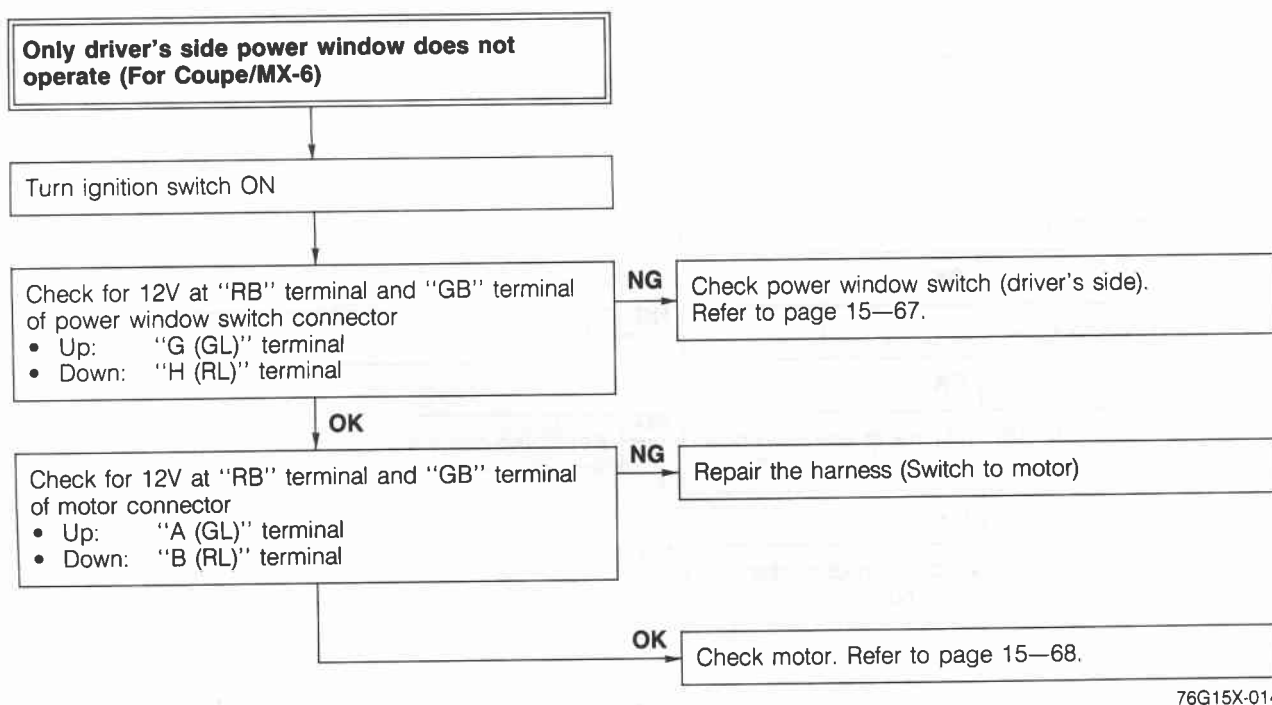 Only driver's side power window does not
operate (For Coupe/MX-6)
Turn ignition switch ON
Check for 12V at "RB" terminal and "GB" terminal
of power window switch connector
• Up: "G (GL)" terminal
• Down: "H (RL)" terminal
NG
Check power window switch (driver's side).
Refer to page 15—67.
OK
Check for 12V at "RB" terminal and "GB" terminal
of motor connector
• Up: "A (GL)" terminal
• Down: "B (RL)" terminal
NG
Repair the harness (Switch to motor)
OK
Check motor. Refer to page 15—68.
76G15X-014